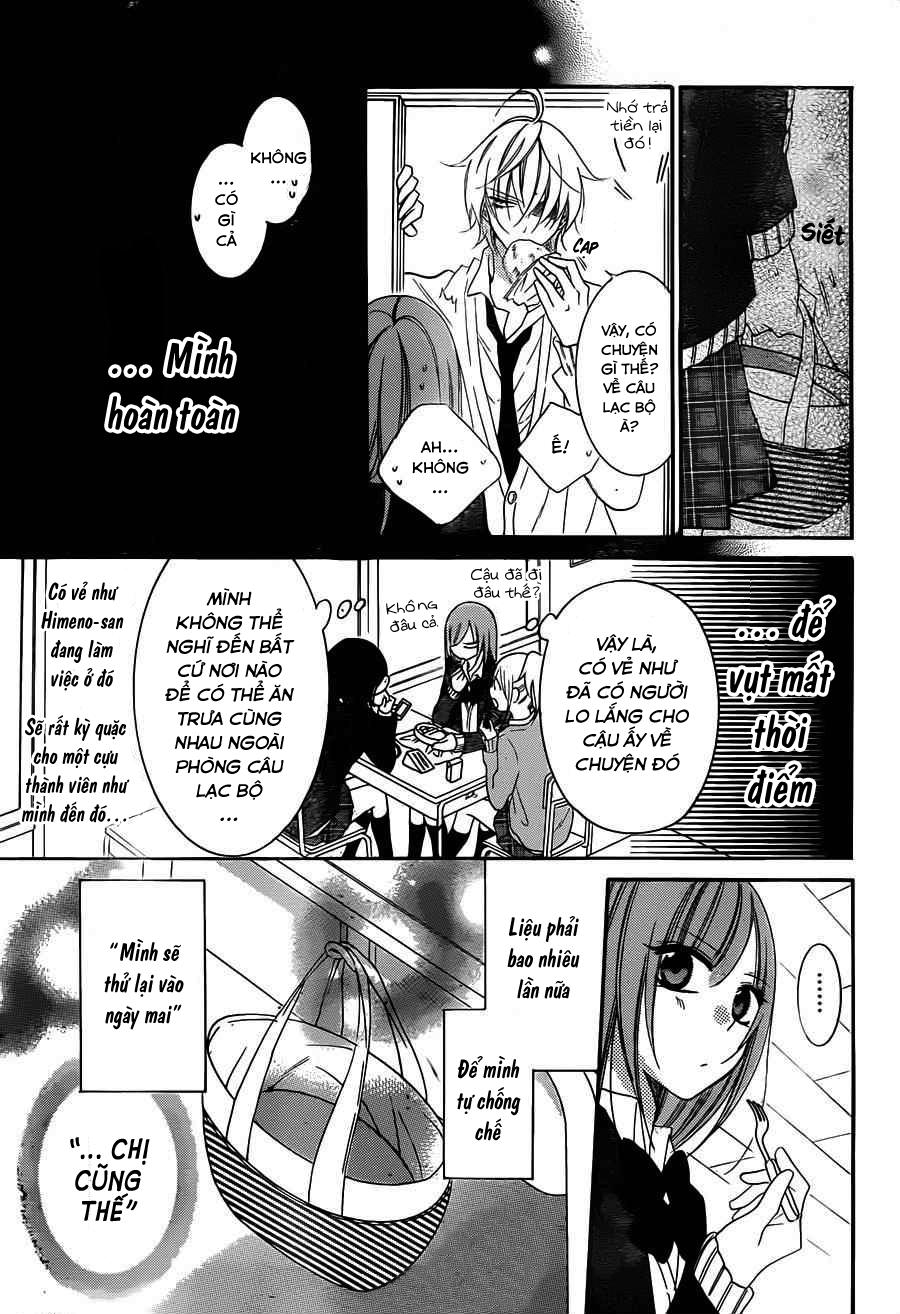 Siết
Nhớ trả
tiền lại
đó!
CẠP
VẬY, CÓ
CHUYỆN
GÌ THẾ?
VỀ CÂU
LẠC BỘ
À?
Ế!
AH...
KHÔNG
...
KHÔNG
...
...
CÓ
GÌ
CẢ
... Mình
hoàn toàn
.... để
vụt mất
thời
điểm
Cậu đã đi
đâu thế?
Không
đâu cả.
VẬY LÀ,
CÓ VẺ NHƯ
ĐÃ CÓ NGƯỜI
LO LẮNG CHO
CẬU ẤY VỀ
CHUYỆN ĐÓ
MÌNH
KHÔNG THỂ
NGHĨ ĐẾN BẤT
CỨ NƠI NÀO
ĐỂ CÓ THỂ ĂN
TRƯA CÙNG
NHAU NGOÀI
PHÒNG CÂU
LẠC BỘ
...
Có vẻ như
Himeno-san
đang làm
việc ở đó
Sẽ rất kỳ quặc
cho một cựu
thành viên như
mình đến đó...
........
Liệu phải
bao nhiêu
lần nữa
Để mình
tự chống
chế
"Mình sẽ
thử lại vào
ngày mai"
"... CHỊ
CŨNG
THẾ"